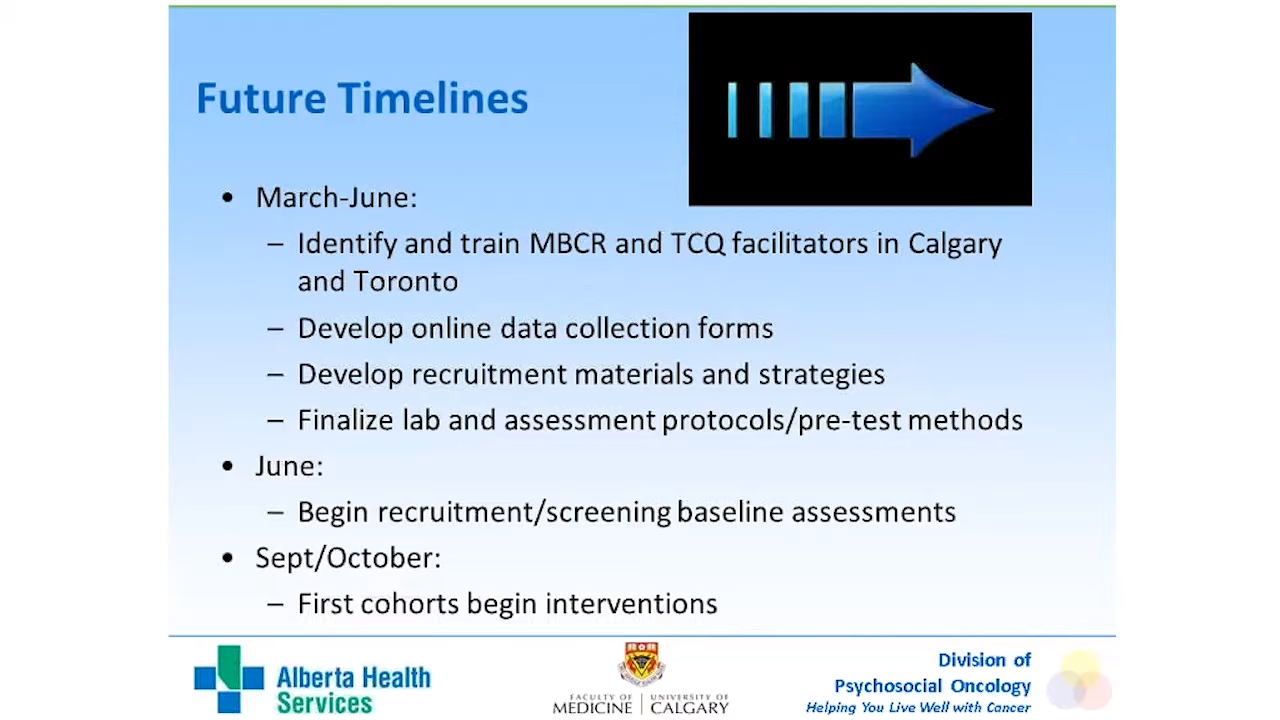 Future Timelines
• March-June:
– Identify and train MBCR and TCQ facilitators in Calgary
and Toronto
– Develop online data collection forms
– Develop recruitment materials and strategies
– Finalize lab and assessment protocols/pre-test methods
• June:
– Begin recruitment/screening baseline assessments
• Sept/October:
– First cohorts begin interventions
Alberta Health
Services
FACULTY OF
MEDICINE
UNIVERSITY OF
CALGARY
Division of
Psychosocial Oncology
Helping You Live Well with Cancer